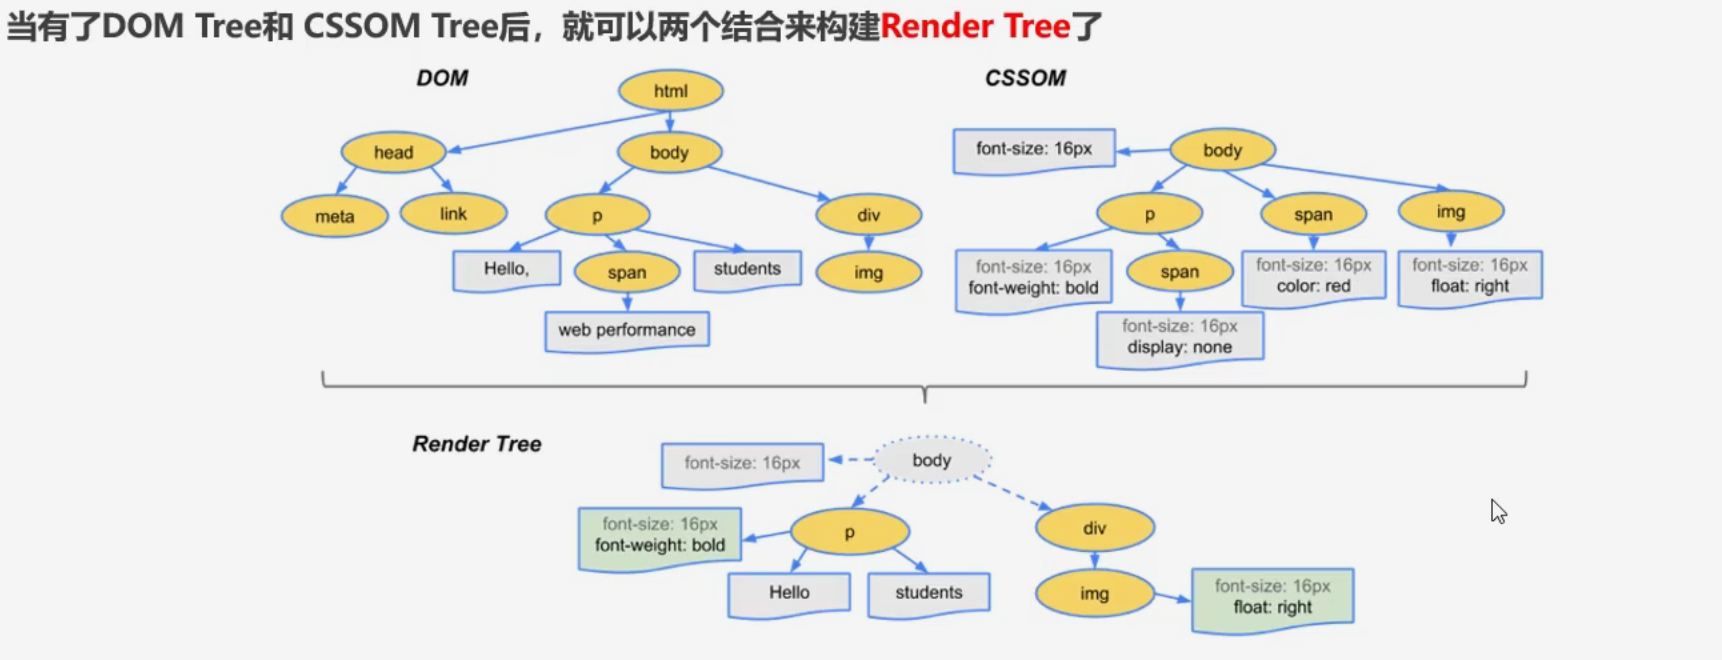 当有了DOM Tree和 CSSOM Tree后，就可以两个结合来构建Render Tree了
DOM
html
head
body
meta
link
p
div
Hello,
span
students
img
web performance
CSSOM
font-size: 16px
body
p
span
img
font-size: 16px
font-weight: bold
span
font-size: 16px
color: red
font-size: 16px
float: right
font-size: 16px
display: none
Render Tree
font-size: 16px
body
font-size: 16px
font-weight: bold
p
div
Hello
students
img
font-size: 16px
float: right